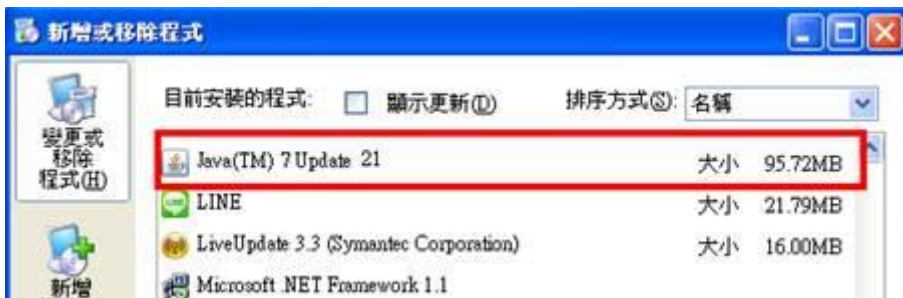 新增或移除程式
目前安裝的程式: 顯示更新(D) 排序方式(S): 名稱
變更或
移除
程式(H)
Java(TM) 7 Update 21 大小 95.72MB
LINE 大小 21.79MB
LiveUpdate 3.3 (Symantec Corporation) 大小 16.00MB
Microsoft .NET Framework 1.1
新增